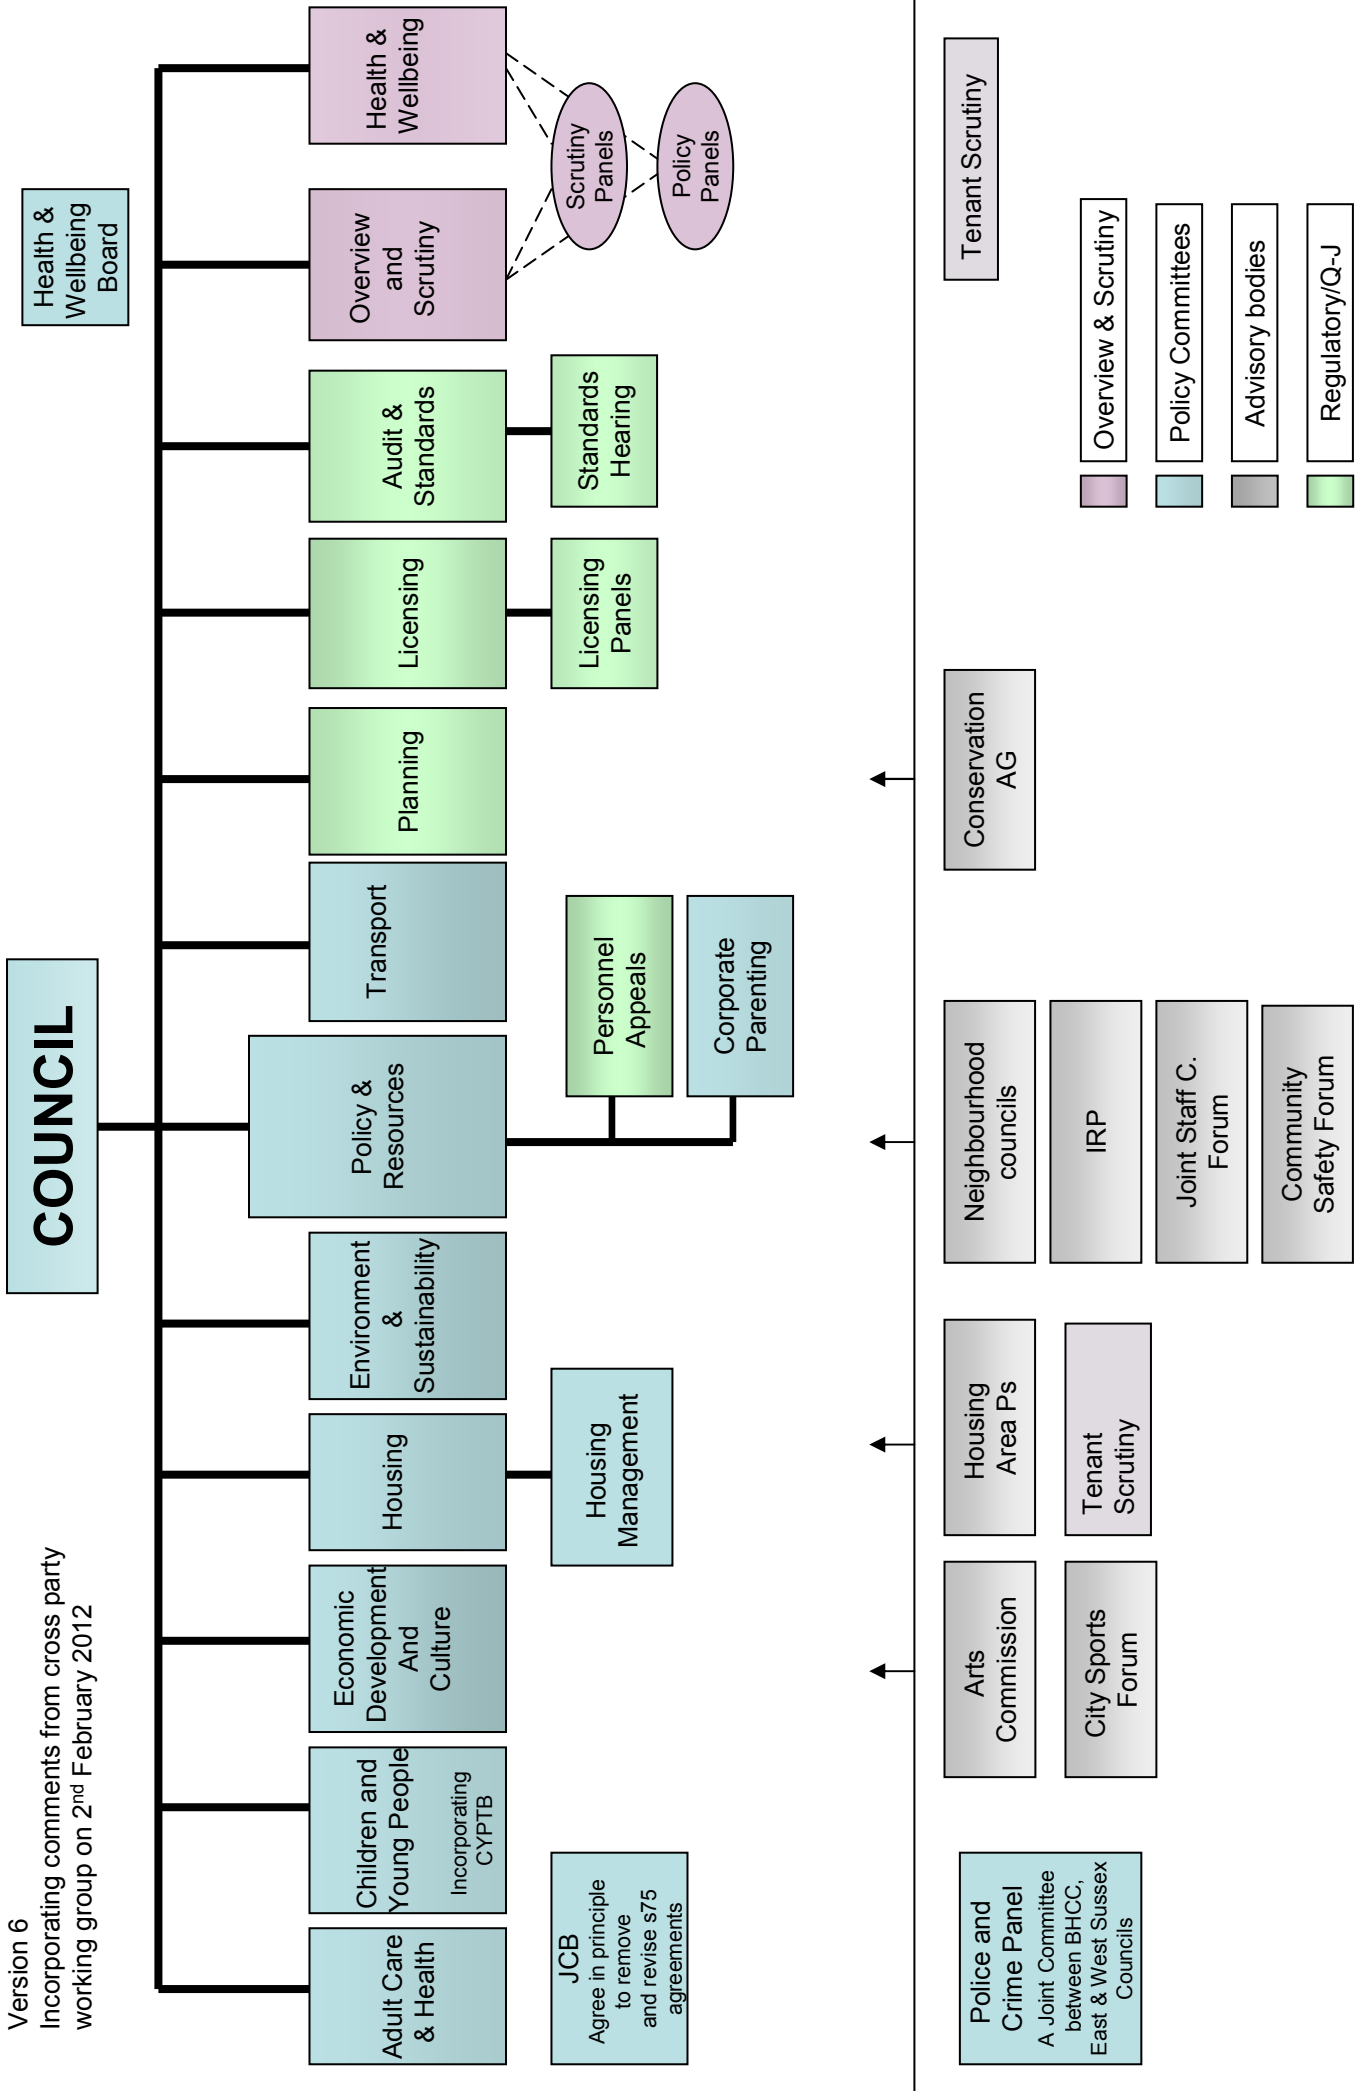 Version 6
Incorporating comments from cross party
working group on 2nd February 2012
COUNCIL
Health &
Wellbeing
Board
Adult Care
& Health
Children and
Young People
Incorporating
CYPTB
Economic
Development
And
Culture
Housing
Environment
&
Sustainability
Policy &
Resources
Transport
Planning
Licensing
Audit &
Standards
Overview
and
Scrutiny
Health &
Wellbeing
JCB
Agree in principle
to remove
and revise s75
agreements
Housing
Management
Personnel
Appeals
Corporate
Parenting
Licensing
Panels
Standards
Hearing
Scrutiny
Panels
Policy
Panels
Police and
Crime Panel
A Joint Committee
between BHCC,
East & West Sussex
Councils
Arts
Commission
City Sports
Forum
Housing
Area Ps
Tenant
Scrutiny
Neighbourhood
councils
IRP
Joint Staff C.
Forum
Community
Safety Forum
Conservation
AG
Tenant Scrutiny
Overview & Scrutiny
Policy Committees
Advisory bodies
Regulatory/Q-J